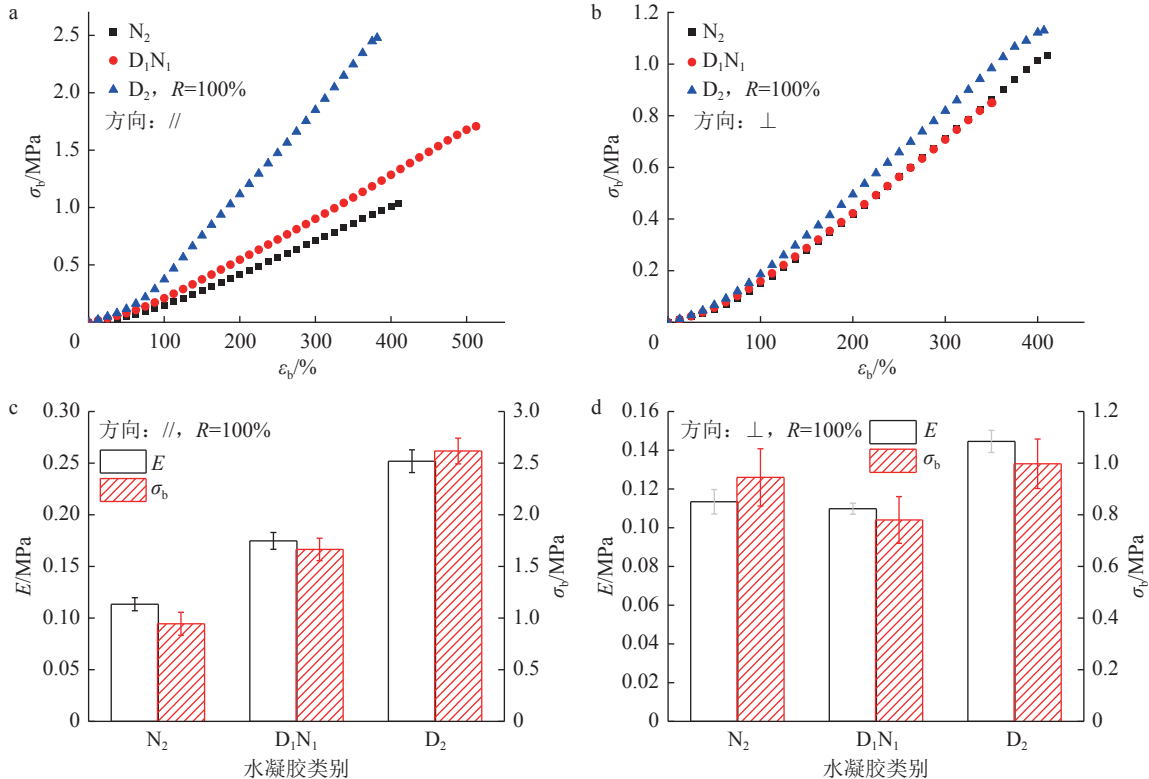 a
N₂
D₁N₁
D₂，R=100%
方向：//
2.5
2.0
1.5
1.0
0.5
0
100
200
300
400
500
σb/MPa
εb/%
b
N₂
D₁N₁
D₂，R=100%
方向：⊥
1.2
1.0
0.8
0.6
0.4
0.2
0
100
200
300
400
σb/MPa
εb/%
c
方向：//，R=100%
E
σb
0.30
0.25
0.20
0.15
0.10
0.05
0
E/MPa
3.0
2.5
2.0
1.5
1.0
0.5
0
σb/MPa
N₂
D₁N₁
D₂
水凝胶类别
d
方向：⊥，R=100%
E
σb
0.16
0.14
0.12
0.10
0.08
0.06
0.04
0.02
0
E/MPa
1.2
1.0
0.8
0.6
0.4
0.2
0
σb/MPa
N₂
D₁N₁
D₂
水凝胶类别